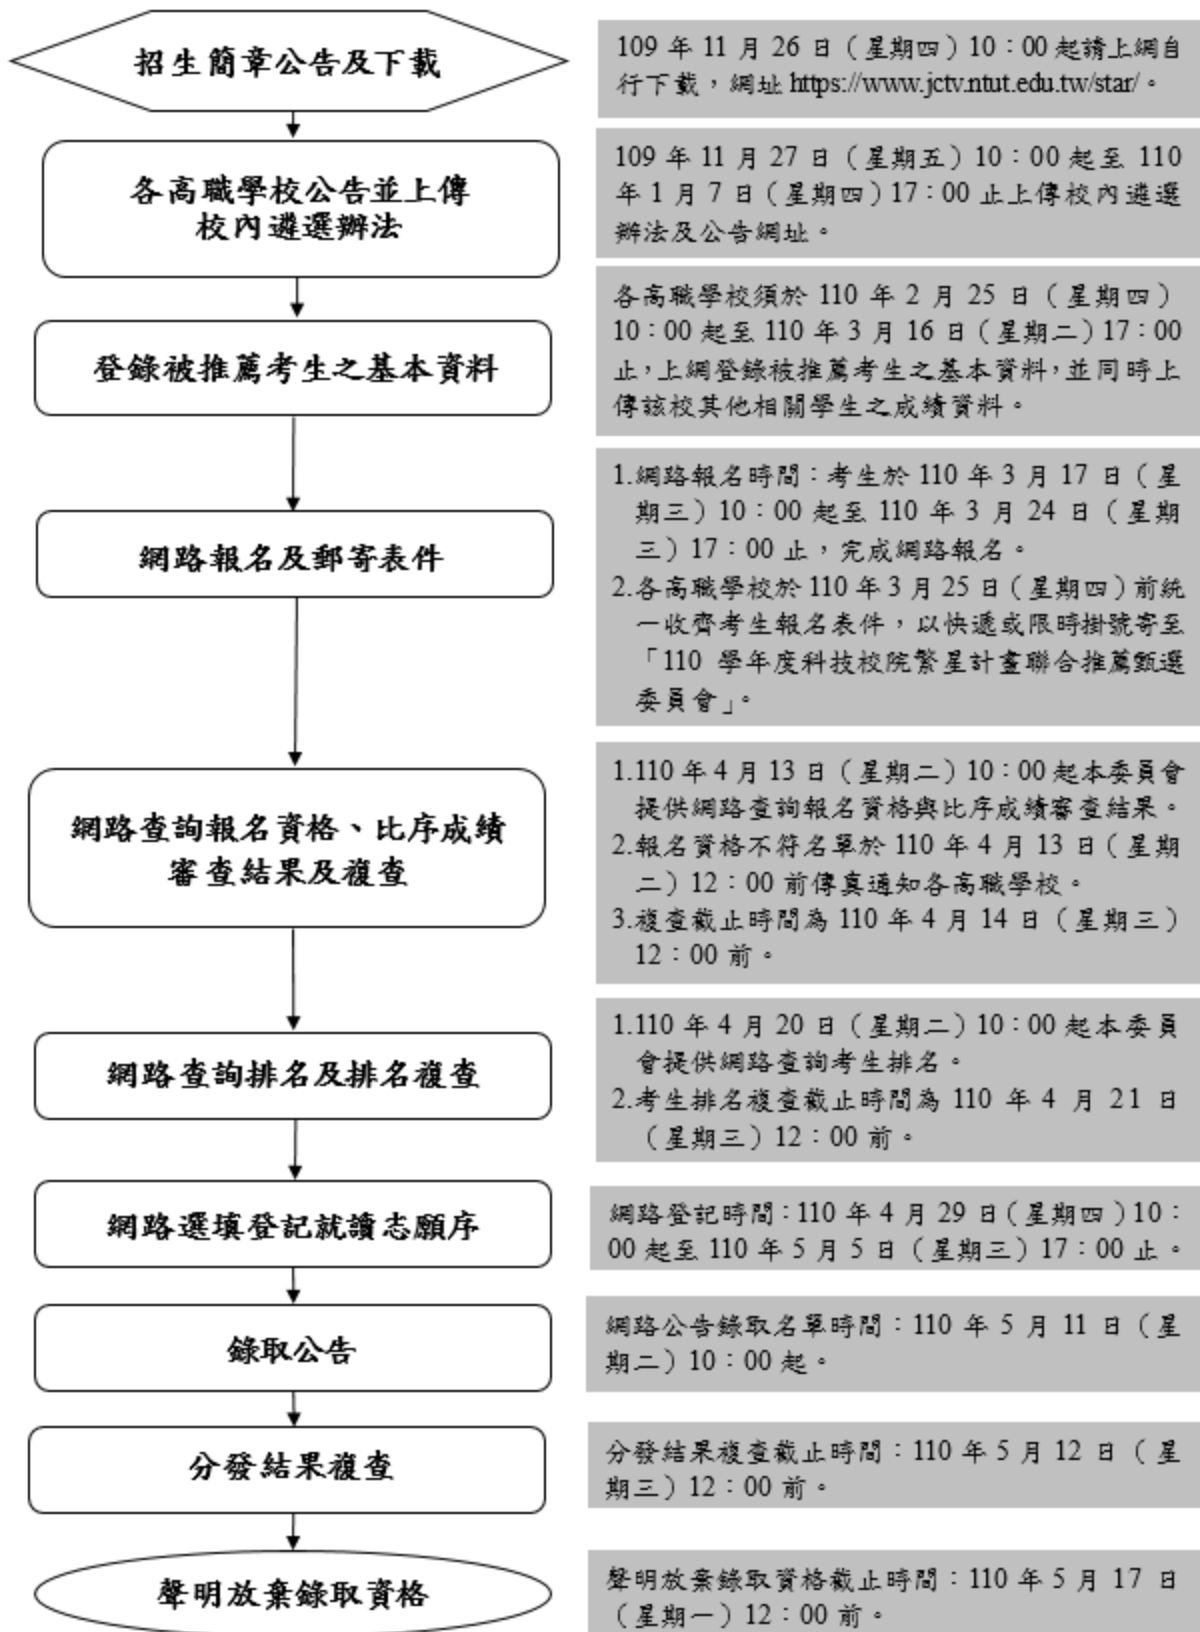 招生簡章公告及下載
109 年 11 月 26 日（星期四）10：00 起請上網自
行下載，網址 https://www.jctv.ntut.edu.tw/star/。
各高職學校公告並上傳
校內遴選辦法
109 年 11 月 27 日（星期五）10：00 起至 110
年 1 月 7 日（星期四）17：00 止上傳校內遴選
辦法及公告網址。
登錄被推薦考生之基本資料
各高職學校須於 110 年 2 月 25 日（星期四）
10：00 起至 110 年 3 月 16 日（星期二）17：00
止，上網登錄被推薦考生之基本資料，並同時上
傳該校其他相關學生之成績資料。
網路報名及郵寄表件
1.網路報名時間：考生於 110 年 3 月 17 日（星
期三）10：00 起至 110 年 3 月 24 日（星期
三）17：00 止，完成網路報名。
2.各高職學校於 110 年 3 月 25 日（星期四）前統
一收齊考生報名表件，以快遞或限時掛號寄至
「110 學年度科技校院繁星計畫聯合推薦甄選
委員會」。
網路查詢報名資格、比序成績
審查結果及複查
1.110 年 4 月 13 日（星期二）10：00 起本委員會
提供網路查詢報名資格與比序成績審查結果。
2.報名資格不符名單於 110 年 4 月 13 日（星期
二）12：00 前傳真通知各高職學校。
3.複查截止時間為 110 年 4 月 14 日（星期三）
12：00 前。
網路查詢排名及排名複查
1.110 年 4 月 20 日（星期二）10：00 起本委員
會提供網路查詢考生排名。
2.考生排名複查截止時間為 110 年 4 月 21 日
（星期三）12：00 前。
網路選填登記就讀志願序
網路登記時間：110 年 4 月 29 日（星期四）10：
00 起至 110 年 5 月 5 日（星期三）17：00 止。
錄取公告
網路公告錄取名單時間：110 年 5 月 11 日（星
期二）10：00 起。
分發結果複查
分發結果複查截止時間：110 年 5 月 12 日（星
期三）12：00 前。
聲明放棄錄取資格
聲明放棄錄取資格截止時間：110 年 5 月 17 日
（星期一）12：00 前。